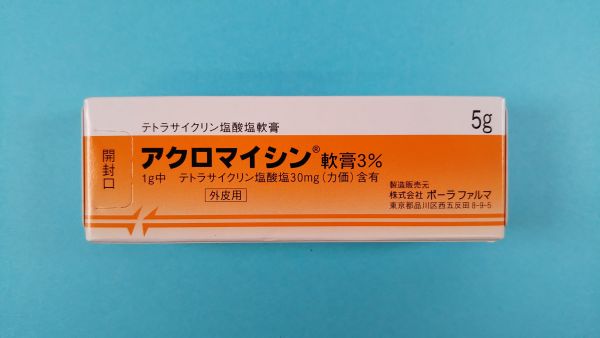 テトラサイクリン塩酸塩軟膏
5g
開封口
アクロマイシン®軟膏3%
1g中 テトラサイクリン塩酸塩30mg(力価)含有
外皮用
製造販売元
株式会社 ポーラ ファルマ
東京都品川区西五反田8-9-5